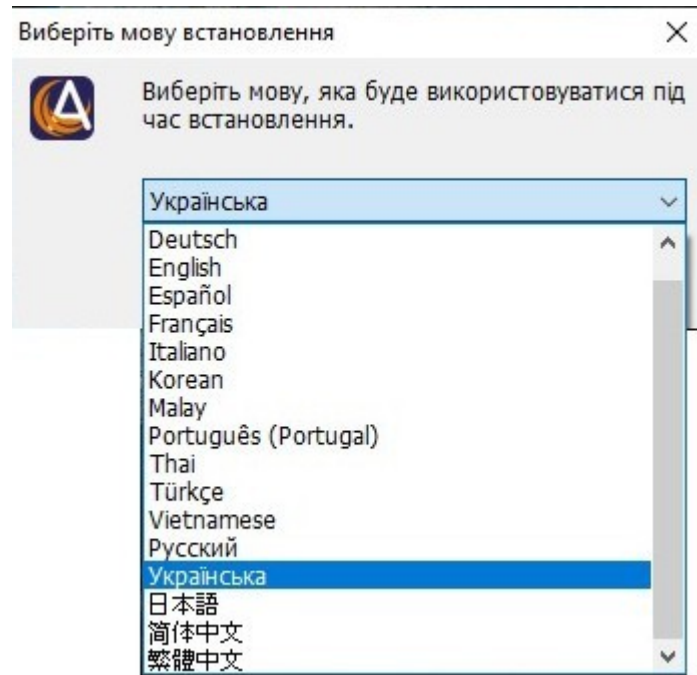 Виберіть мову встановлення
Виберіть мову, яка буде використовуватися під
час встановлення.
Українська
Deutsch
English
Español
Français
Italiano
Korean
Malay
Português (Portugal)
Thai
Türkçe
Vietnamese
Русский
Українська
日本語
简体中文
繁體中文